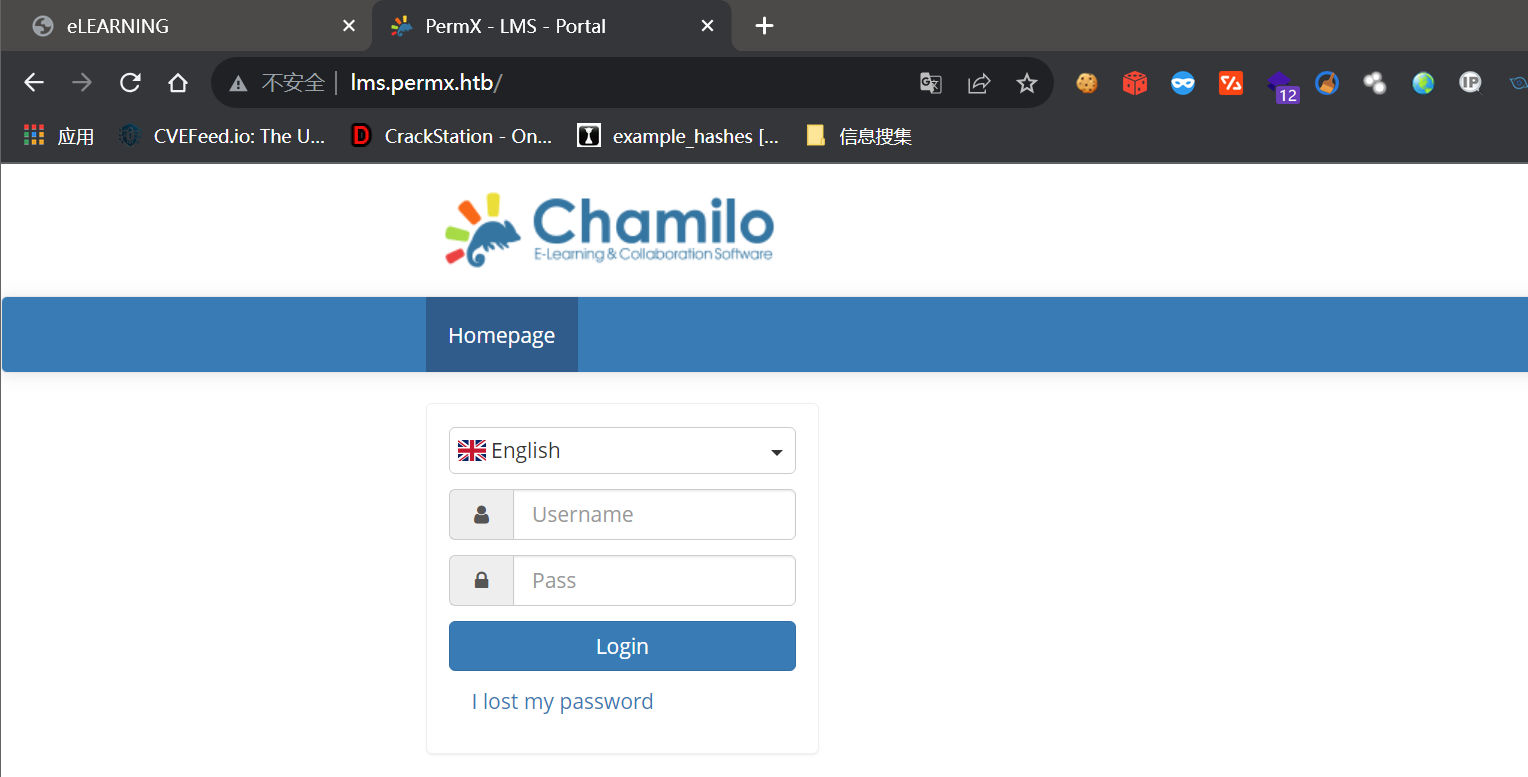 eLEARNING
PermX - LMS - Portal
不安全 lms.permx.htb/
12
IP
应用
CVEFeed.io: The U...
CrackStation - On...
example_hashes [...
信息搜集
Chamilo
E-Learning & Collaboration Software
Homepage
English
Username
Pass
Login
I lost my password